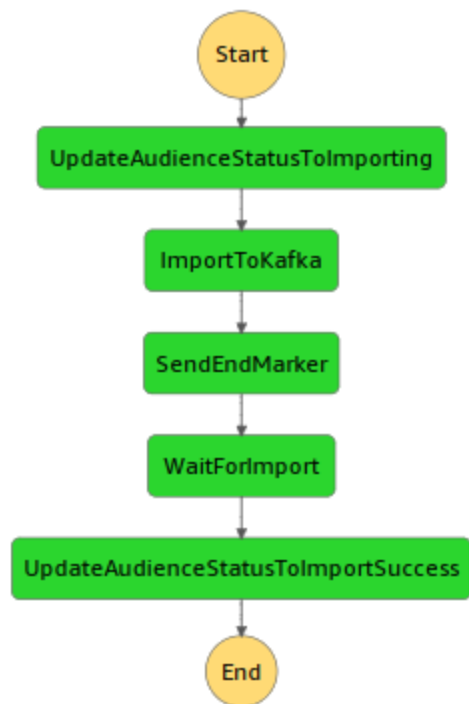 Start
UpdateAudienceStatusToImporting
ImportToKafka
SendEndMarker
WaitForImport
UpdateAudienceStatusToImportSuccess
End